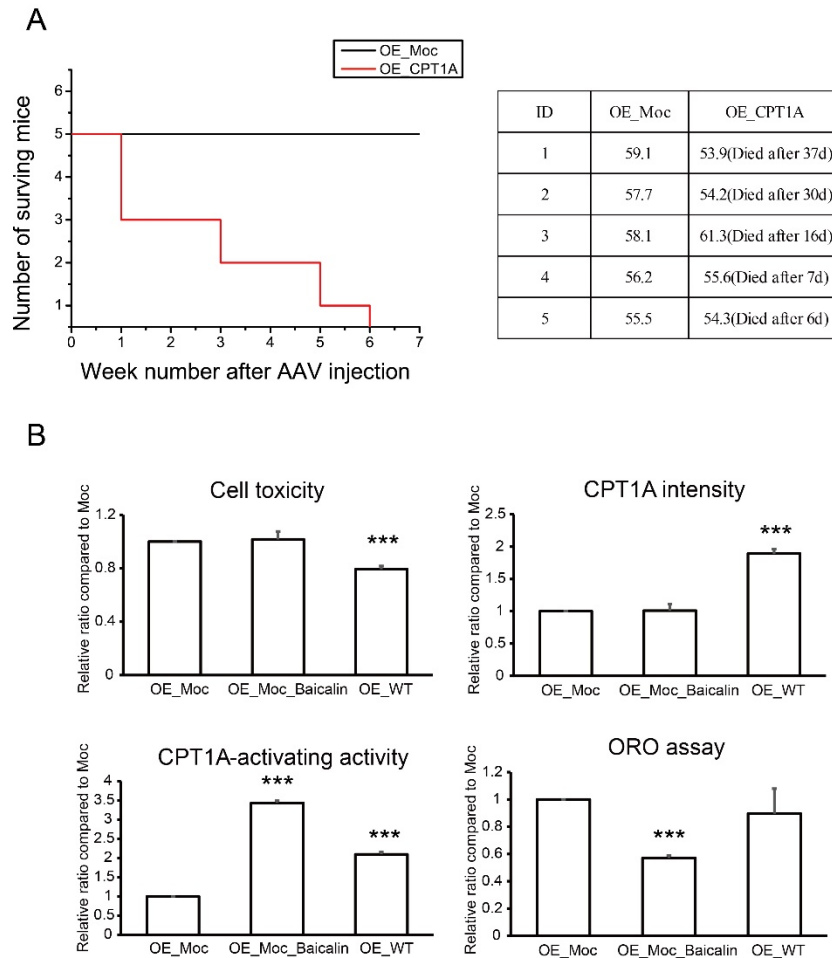 A
OE_Moc
OE_CPT1A
Number of surving mice
6
5
4
3
2
1
0 1 2 3 4 5 6 7
Week number after AAV injection
ID OE_Moc OE_CPT1A
1 59.1 53.9(Died after 37d)
2 57.7 54.2(Died after 30d)
3 58.1 61.3(Died after 16d)
4 56.2 55.6(Died after 7d)
5 55.5 54.3(Died after 6d)
B
Cell toxicity
Relative ratio compared to Moc
1.2
0.8
0.4
0
***
OE_Moc OE_Moc_Baicalin OE_WT
CPT1A intensity
Relative ratio compared to Moc
2.5
2
1.5
1
0.5
0
***
OE_Moc OE_Moc_Baicalin OE_WT
CPT1A-activating activity
Relative ratio compared to Moc
4
3.5
2
1.5
1
0.5
0
***
***
OE_Moc OE_Moc_Baicalin OE_WT
ORO assay
Relative ratio compared to Moc
1.2
1
0.8
0.6
0.4
0.2
0
***
OE_Moc OE_Moc_Baicalin OE_WT